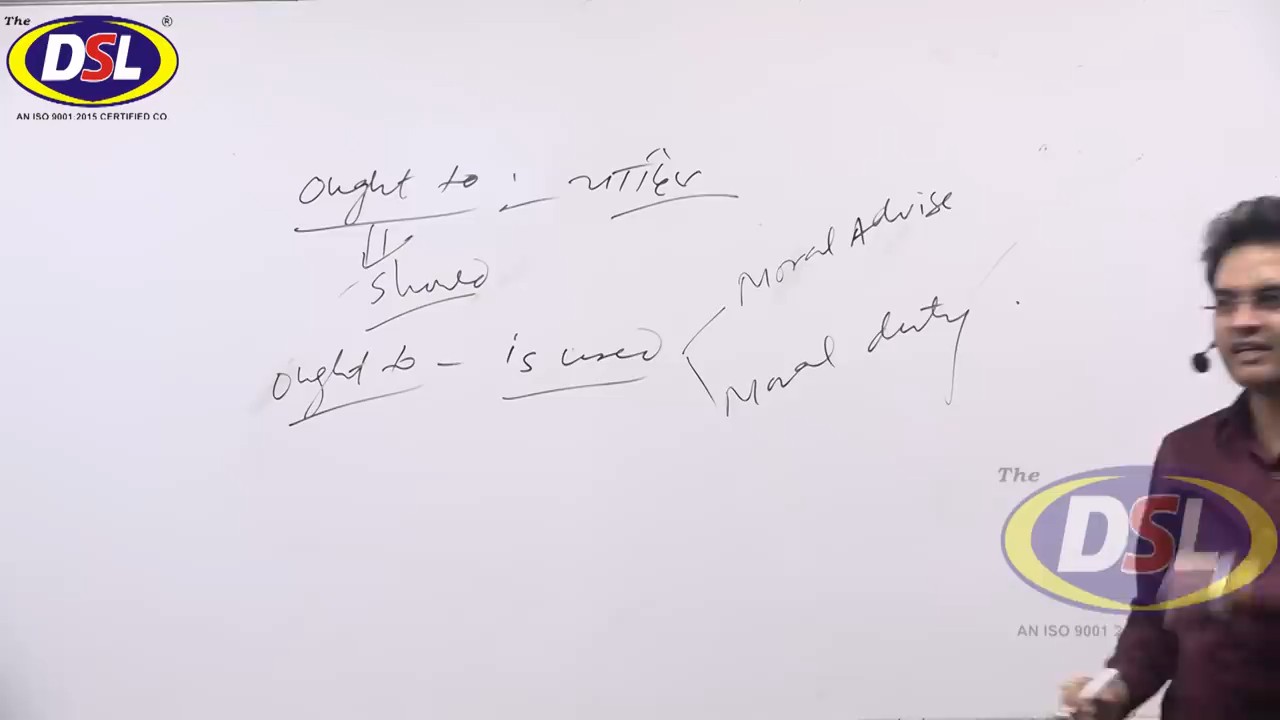 The
®
DSL
AN ISO 9001:2015 CERTIFIED CO.
Ought to : चाहिए
Should
Ought to - is used
Moral Advise
Moral duty
The
DSL
AN ISO 9001 2